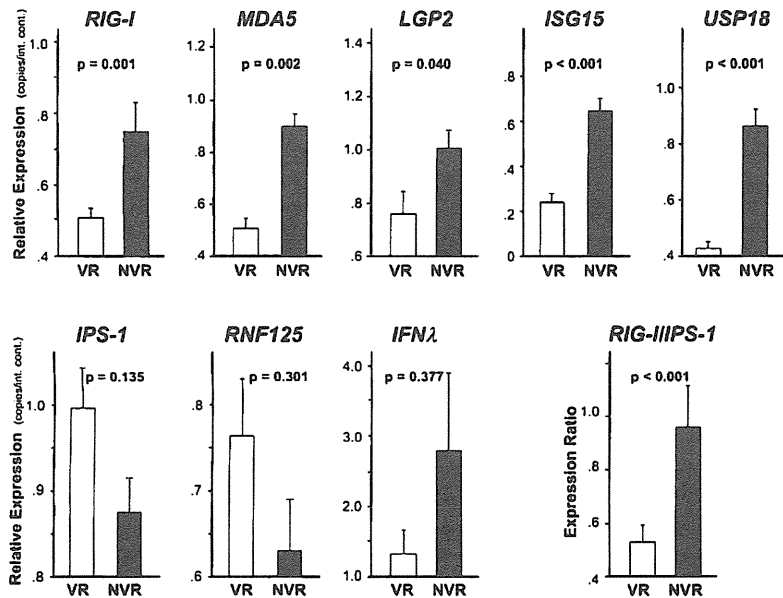 RIG-I MDA5 LGP2 ISG15 USP18
Relative Expression (copies/int. cont.)
1.0
.8
.6
.4
p = 0.001
VR NVR
1.2
1.0
.8
.6
.4
p = 0.002
VR NVR
1.4
1.2
1.0
.8
.6
p = 0.040
VR NVR
.6
.4
.2
0
p < 0.001
VR NVR
1.0
.8
.6
.4
p < 0.001
VR NVR
IPS-1 RNF125 IFNλ RIG-I/IPS-1
Relative Expression (copies/int. cont.)
1.0
.9
.8
p = 0.135
VR NVR
.8
.7
.6
p = 0.301
VR NVR
4.0
3.0
2.0
1.0
p = 0.377
VR NVR
Expression Ratio
1.0
.8
.6
.4
p < 0.001
VR NVR